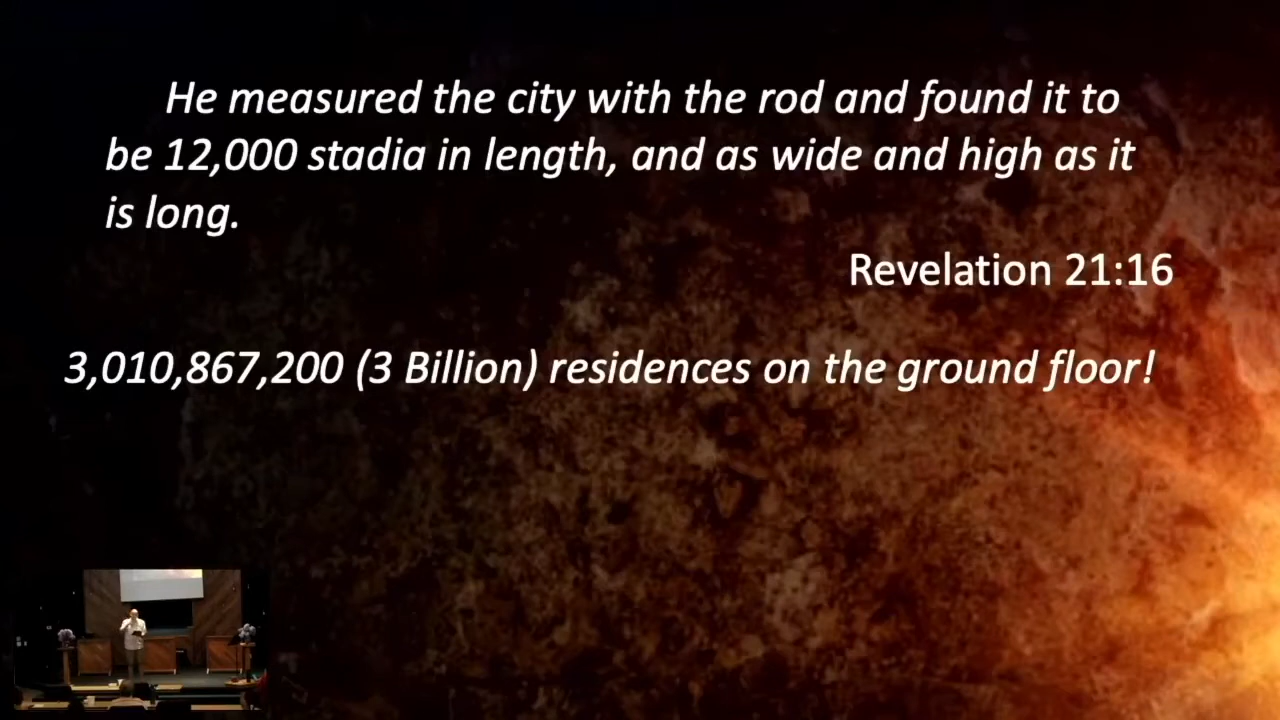 He measured the city with the rod and found it to
be 12,000 stadia in length, and as wide and high as it
is long.
Revelation 21:16
3,010,867,200 (3 Billion) residences on the ground floor!